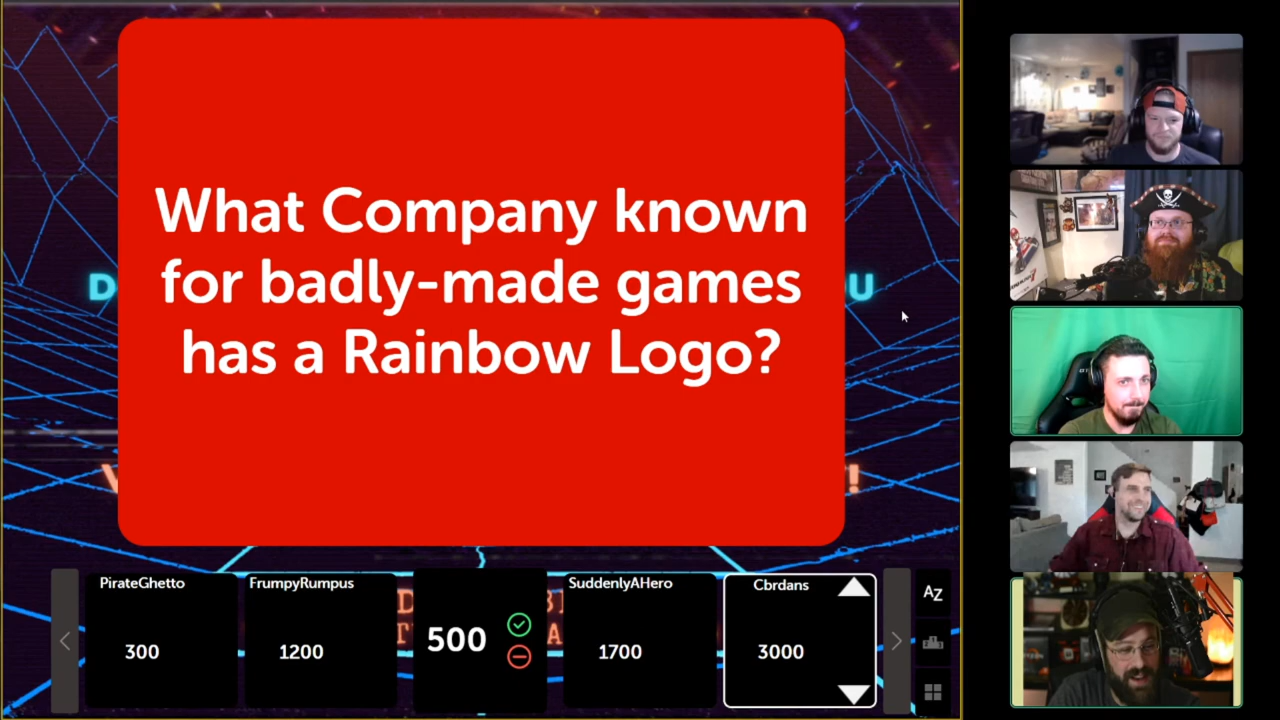 What Company known
for badly-made games
has a Rainbow Logo?
D
U
!
PirateGhetto
FrumpyRumpus
SuddenlyAHero
Cbrdans
300
1200
500
1700
3000
AZ